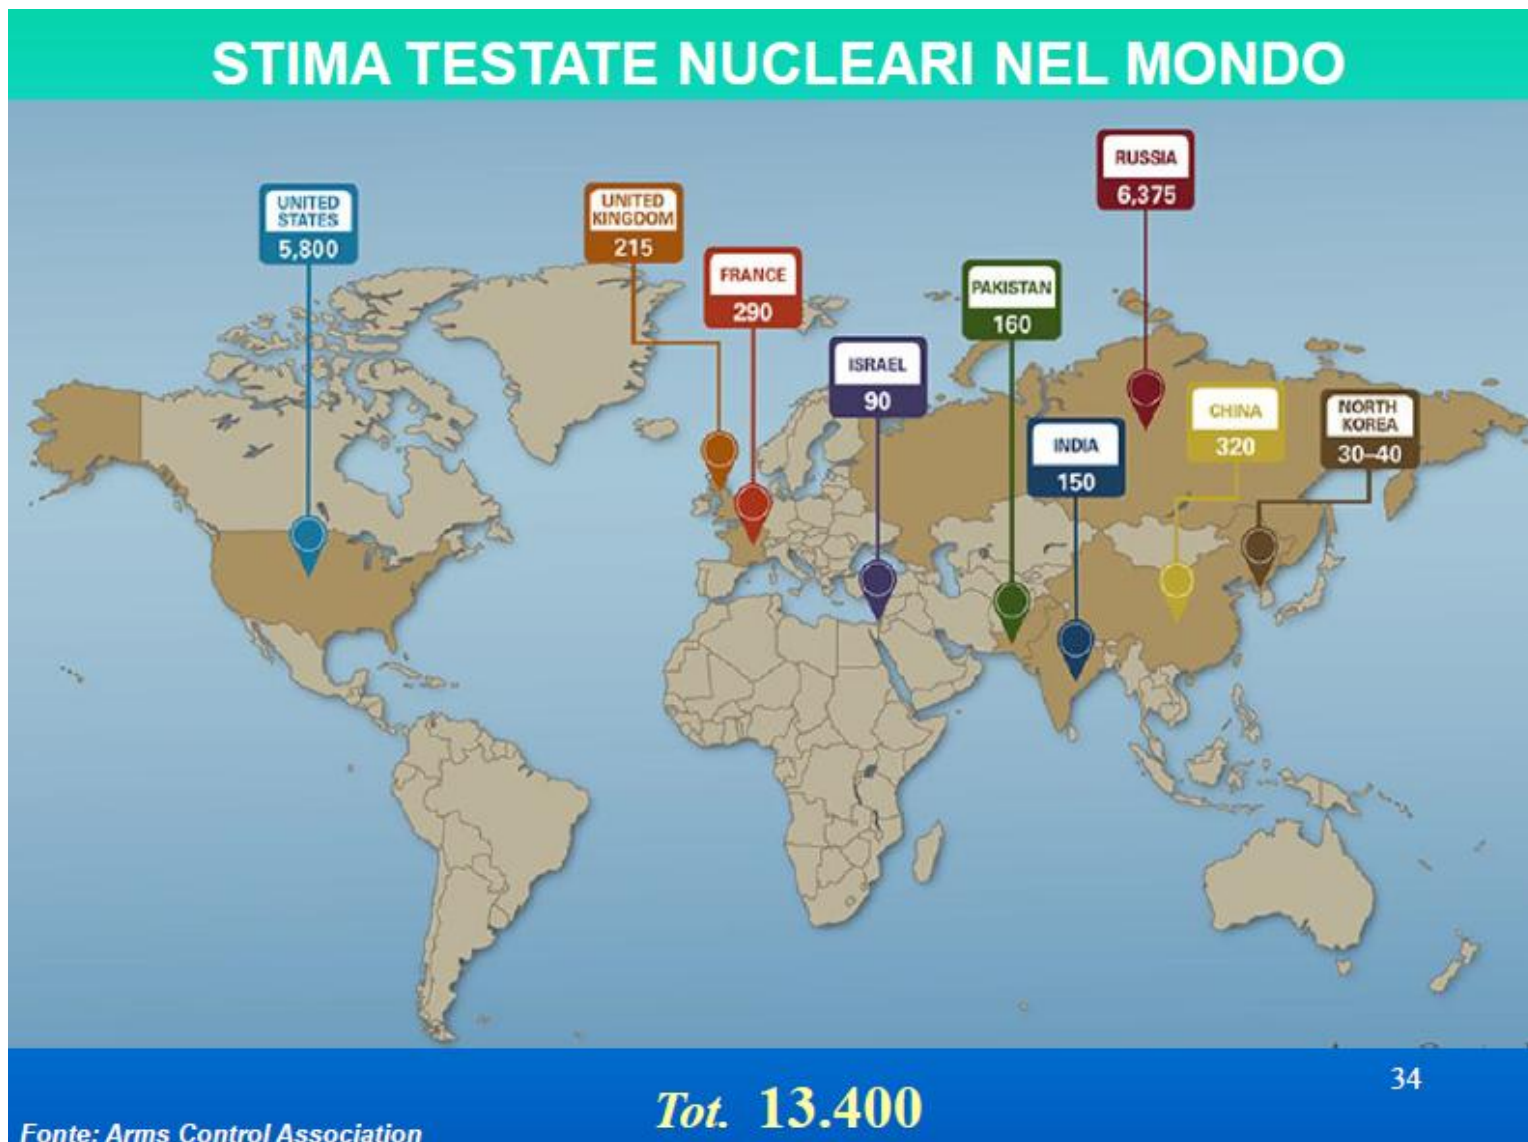 STIMA TESTATE NUCLEARI NEL MONDO
RUSSIA
6,375
UNITED
STATES
5,800
UNITED
KINGDOM
215
FRANCE
290
PAKISTAN
160
ISRAEL
90
CHINA
320
NORTH
KOREA
30–40
INDIA
150
34
Tot. 13.400
Fonte: Arms Control Association